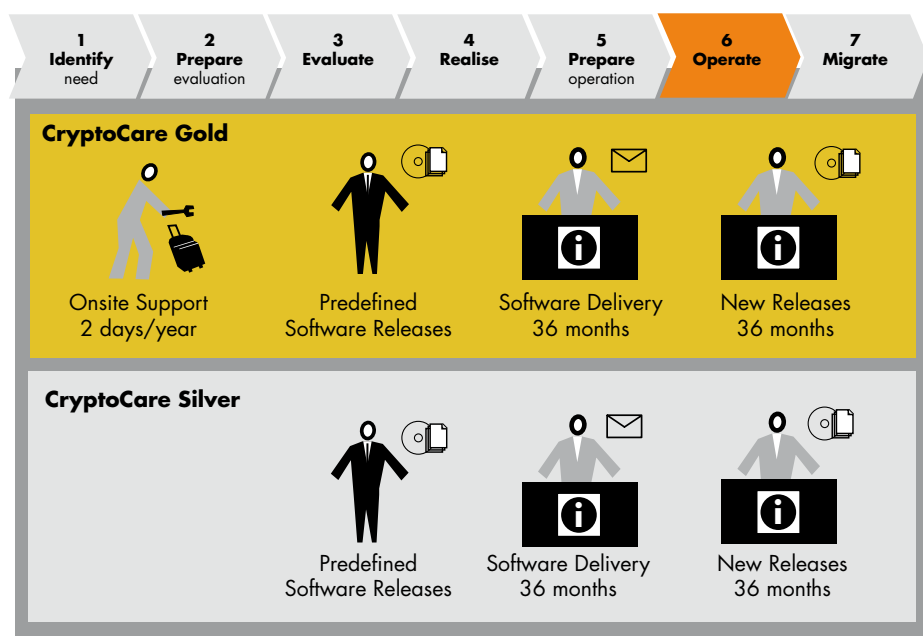 1
Identify
need
2
Prepare
evaluation
3
Evaluate
4
Realise
5
Prepare
operation
6
Operate
7
Migrate
CryptoCare Gold
Onsite Support
2 days/year
Predefined
Software Releases
i
Software Delivery
36 months
i
New Releases
36 months
CryptoCare Silver
Predefined
Software Releases
i
Software Delivery
36 months
i
New Releases
36 months